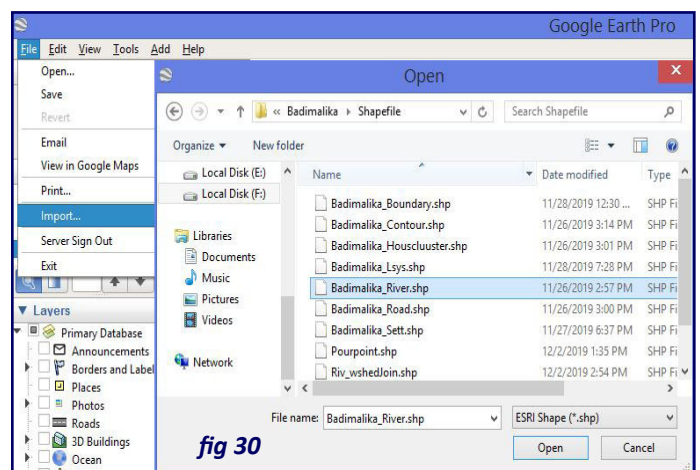 Google Earth Pro
File Edit View Tools Add Help
Open...
Save
Revert
Email
View in Google Maps
Print...
Import...
Server Sign Out
Exit
Layers
Primary Database
Announcements
Borders and Label
Places
Photos
Roads
3D Buildings
Ocean
Open
« Badimalika Shapefile
Search Shapefile
Organize New folder
Local Disk (E:)
Local Disk (F:)
Libraries
Documents
Music
Pictures
Videos
Network
Name Date modified Type
Badimalika_Boundary.shp 11/28/2019 12:30 ... SHP Fi
Badimalika_Contour.shp 11/26/2019 3:14 PM SHP Fi
Badimalika_Houscluuster.shp 11/26/2019 3:01 PM SHP Fi
Badimalika_Lsys.shp 11/28/2019 7:28 PM SHP Fi
Badimalika_River.shp 11/26/2019 2:57 PM SHP Fi
Badimalika_Road.shp 11/26/2019 3:00 PM SHP Fi
Badimalika_Sett.shp 11/27/2019 6:37 PM SHP Fi
Pourpoint.shp 12/2/2019 1:35 PM SHP Fi
Riv_wshedJoin.shp 12/2/2019 2:54 PM SHP Fi
File name: Badimalika_River.shp ESRI Shape (*.shp)
Open Cancel
fig 30